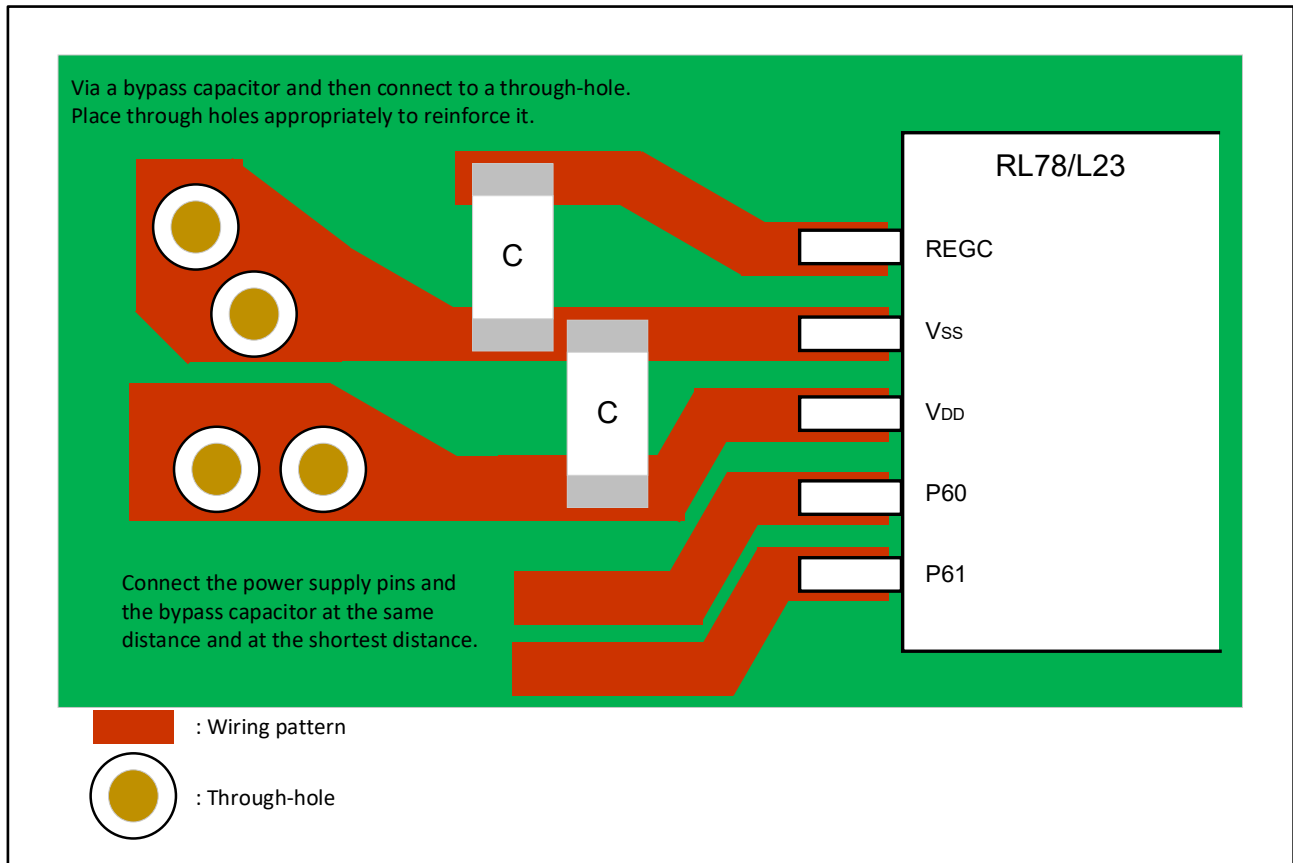 Via a bypass capacitor and then connect to a through-hole.
Place through holes appropriately to reinforce it.
RL78/L23
REGC
C
VSS
VDD
C
P60
P61
Connect the power supply pins and
the bypass capacitor at the same
distance and at the shortest distance.
: Wiring pattern
: Through-hole